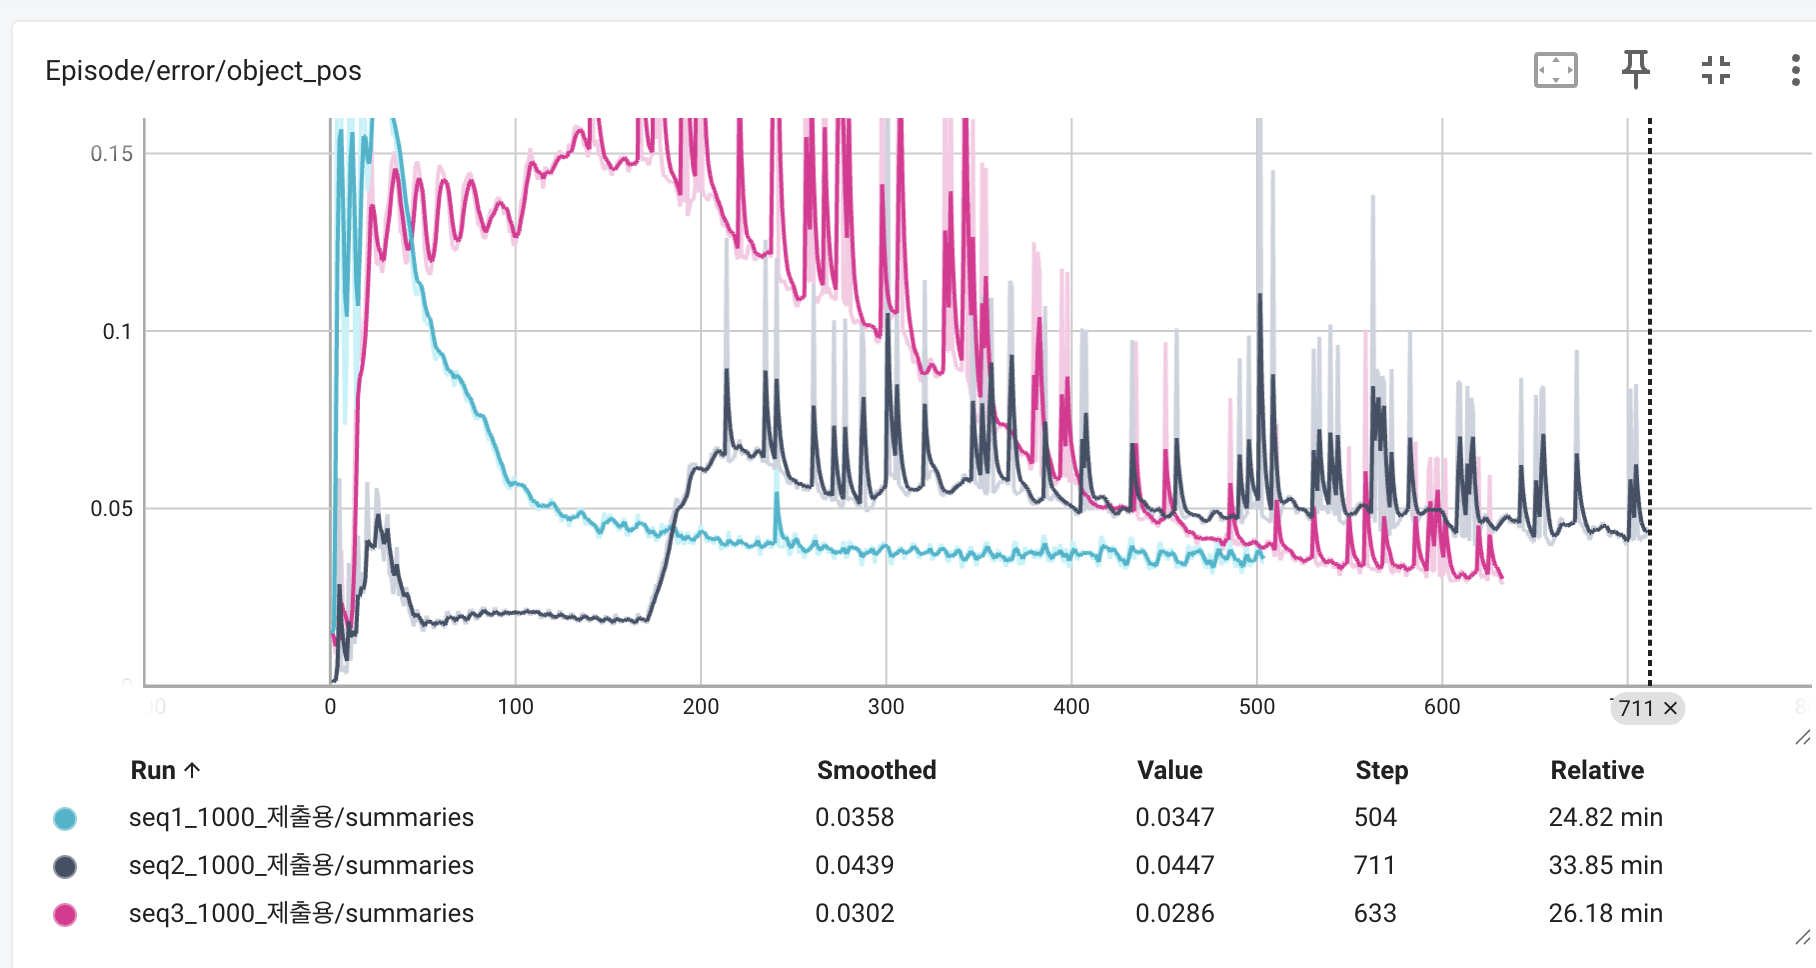 Episode/error/object_pos
0.15
0.1
0.05
0
0 100 200 300 400 500 600 711 ✕
Run ↑ Smoothed Value Step Relative
seq1_1000_제출용/summaries 0.0358 0.0347 504 24.82 min
seq2_1000_제출용/summaries 0.0439 0.0447 711 33.85 min
seq3_1000_제출용/summaries 0.0302 0.0286 633 26.18 min